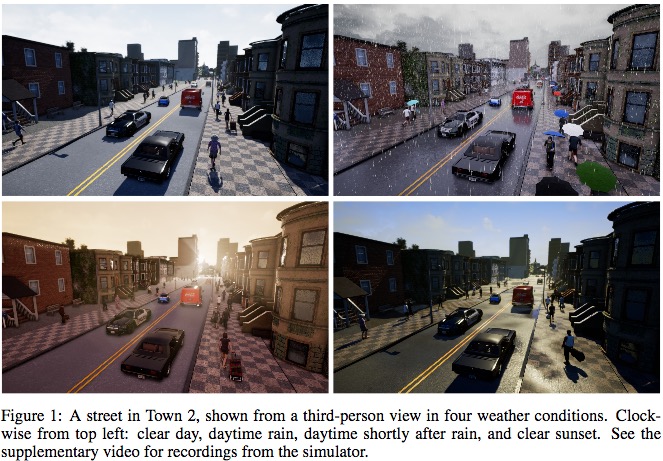 Figure 1: A street in Town 2, shown from a third-person view in four weather conditions. Clock-
wise from top left: clear day, daytime rain, daytime shortly after rain, and clear sunset. See the
supplementary video for recordings from the simulator.